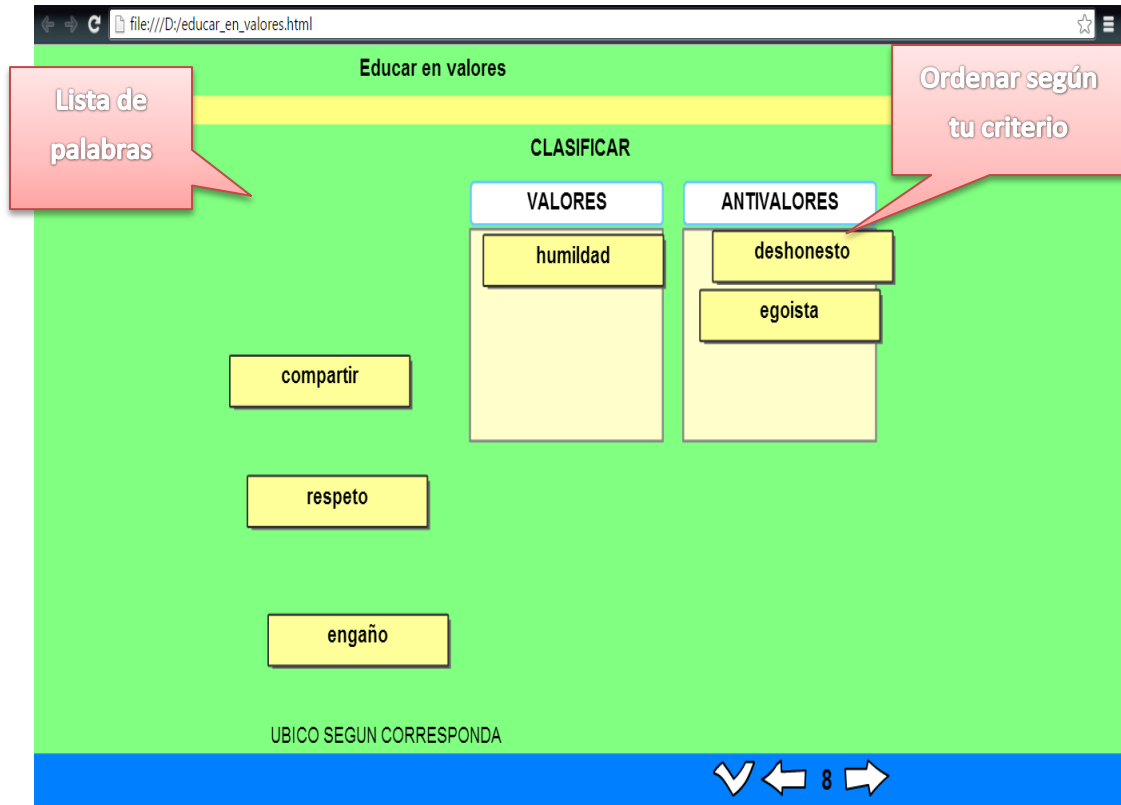 file:///D:/educar_en_valores.html
Educar en valores
Lista de
palabras
Ordenar según
tu criterio
CLASIFICAR
VALORES
ANTIVALORES
humildad
deshonesto
egoista
compartir
respeto
engaño
UBICO SEGUN CORRESPONDA
8